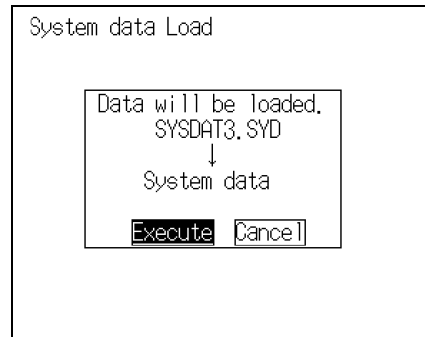 System data Load
Data will be loaded.
SYSDAT3.SYD
↓
System data
Execute Cancel